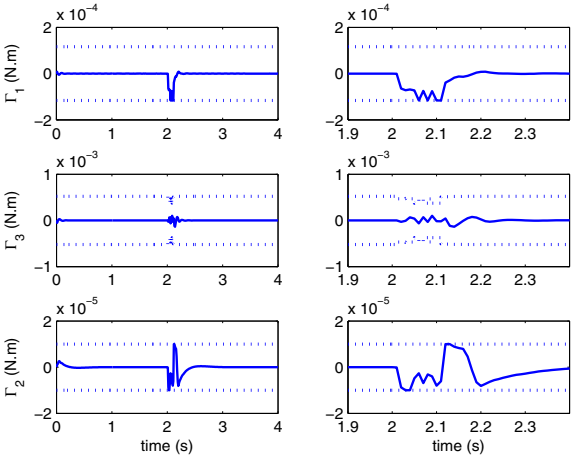 x 10⁻⁴ x 10⁻⁴
2 2
Γ₁ (N.m) 0 0
−2 −2
0 1 2 3 4 1.9 2 2.1 2.2 2.3
x 10⁻³ x 10⁻³
1 1
Γ₃ (N.m) 0 0
−1 −1
0 1 2 3 4 1.9 2 2.1 2.2 2.3
x 10⁻⁵ x 10⁻⁵
2 2
Γ₂ (N.m) 0 0
−2 −2
0 1 2 3 4 1.9 2 2.1 2.2 2.3
time (s) time (s)